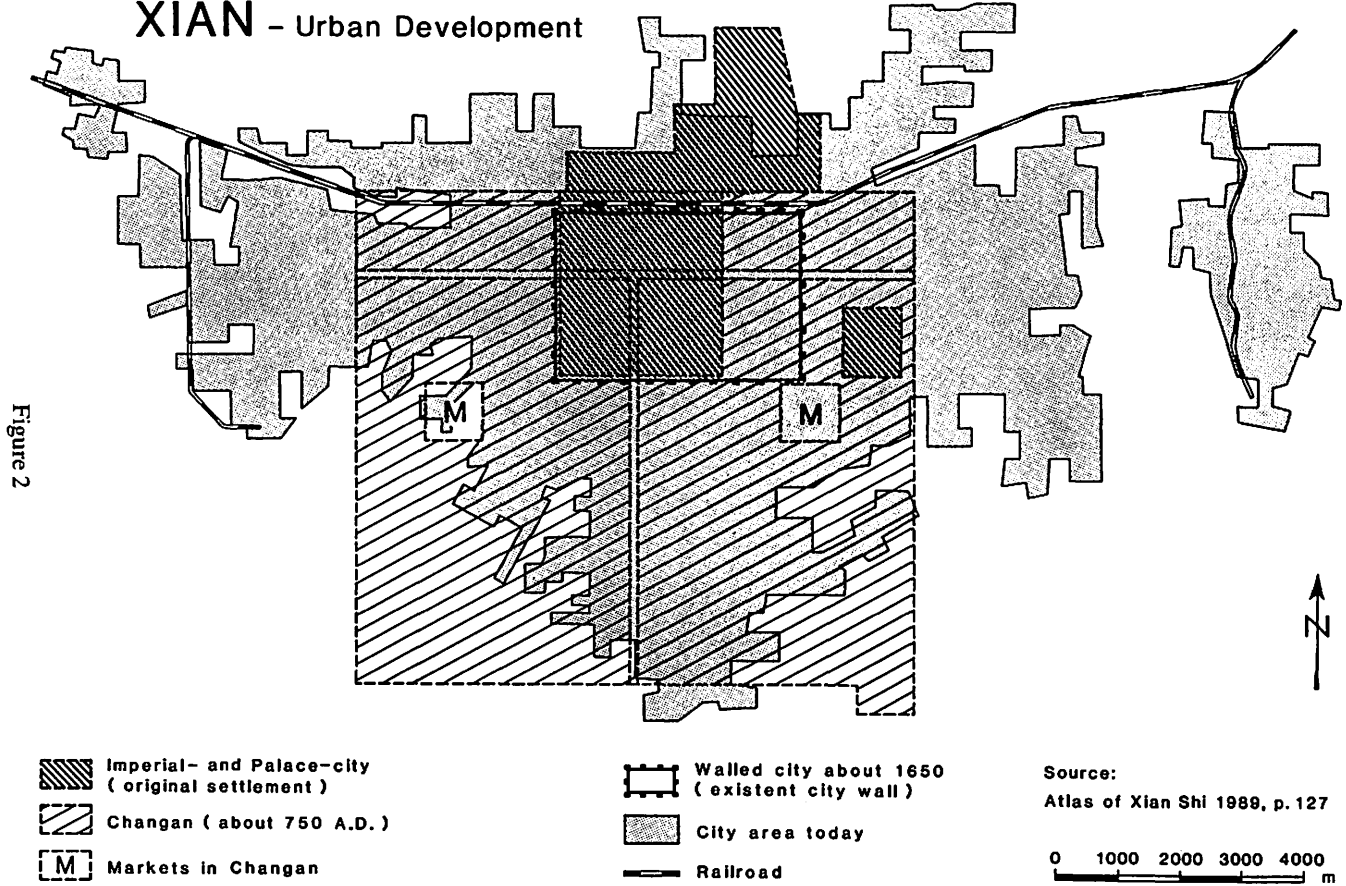 XIAN - Urban Development
M
M
Figure 2
N
Imperial- and Palace-city
( original settlement )
Changan ( about 750 A.D. )
M Markets in Changan
Walled city about 1650
( existent city wall )
City area today
Railroad
Source:
Atlas of Xian Shi 1989, p. 127
0 1000 2000 3000 4000
m